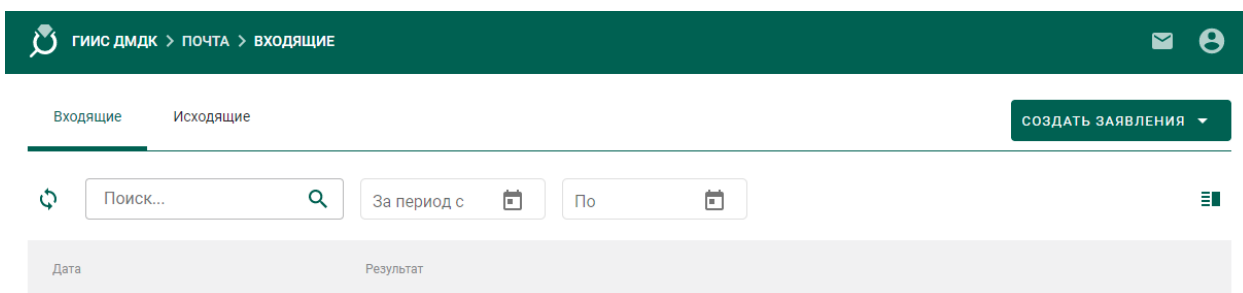 ГИИС ДМДК > ПОЧТА > ВХОДЯЩИЕ
Входящие Исходящие СОЗДАТЬ ЗАЯВЛЕНИЯ
Поиск... За период с По
Дата Результат